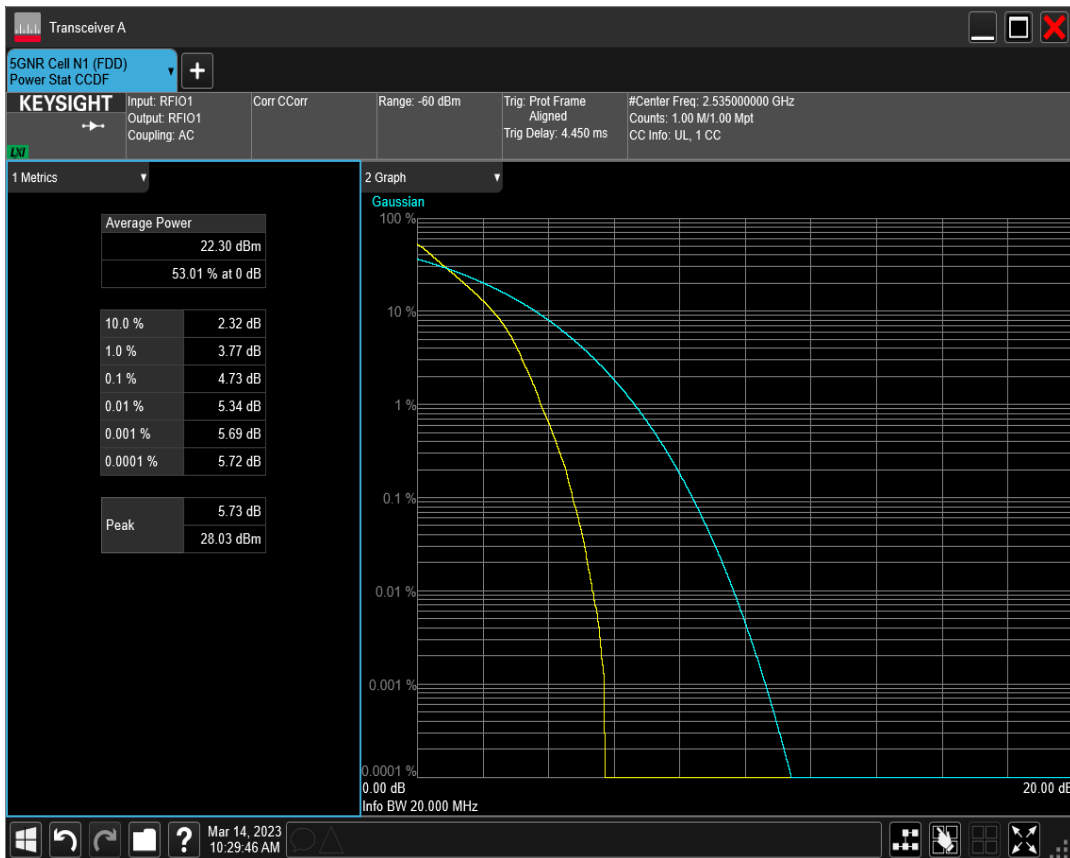 Transceiver A
5GNR Cell N1 (FDD)
Power Stat CCDF
KEYSIGHT
LXI
Input: RFIO1
Output: RFIO1
Coupling: AC
Corr CCorr
Range: -60 dBm
Trig: Prot Frame
Aligned
Trig Delay: 4.450 ms
#Center Freq: 2.535000000 GHz
Counts: 1.00 M/1.00 Mpt
CC Info: UL, 1 CC
1 Metrics
Average Power
22.30 dBm
53.01 % at 0 dB
10.0 % 2.32 dB
1.0 % 3.77 dB
0.1 % 4.73 dB
0.01 % 5.34 dB
0.001 % 5.69 dB
0.0001 % 5.72 dB
Peak
5.73 dB
28.03 dBm
2 Graph
Gaussian
100 %
10 %
1 %
0.1 %
0.01 %
0.001 %
0.0001 %
0.00 dB 20.00 dB
Info BW 20.000 MHz
Mar 14, 2023
10:29:46 AM